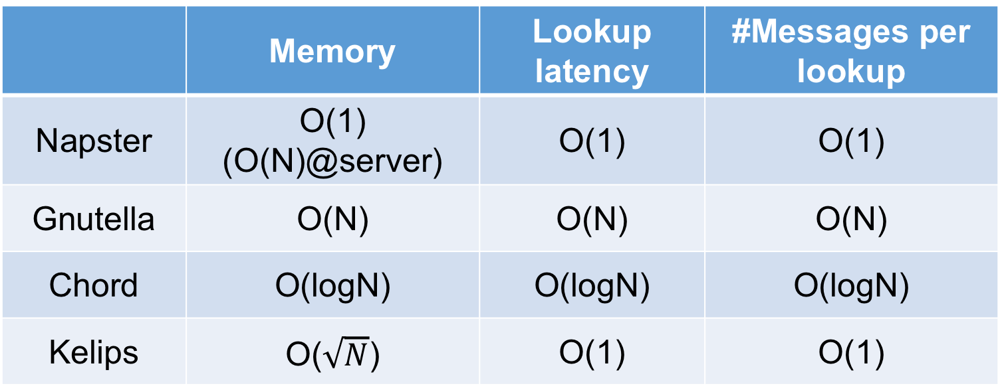 Memory
Lookup
latency
#Messages per
lookup
Napster
O(1)
(O(N)@server)
O(1)
O(1)
Gnutella
O(N)
O(N)
O(N)
Chord
O(logN)
O(logN)
O(logN)
Kelips
O(√N)
O(1)
O(1)